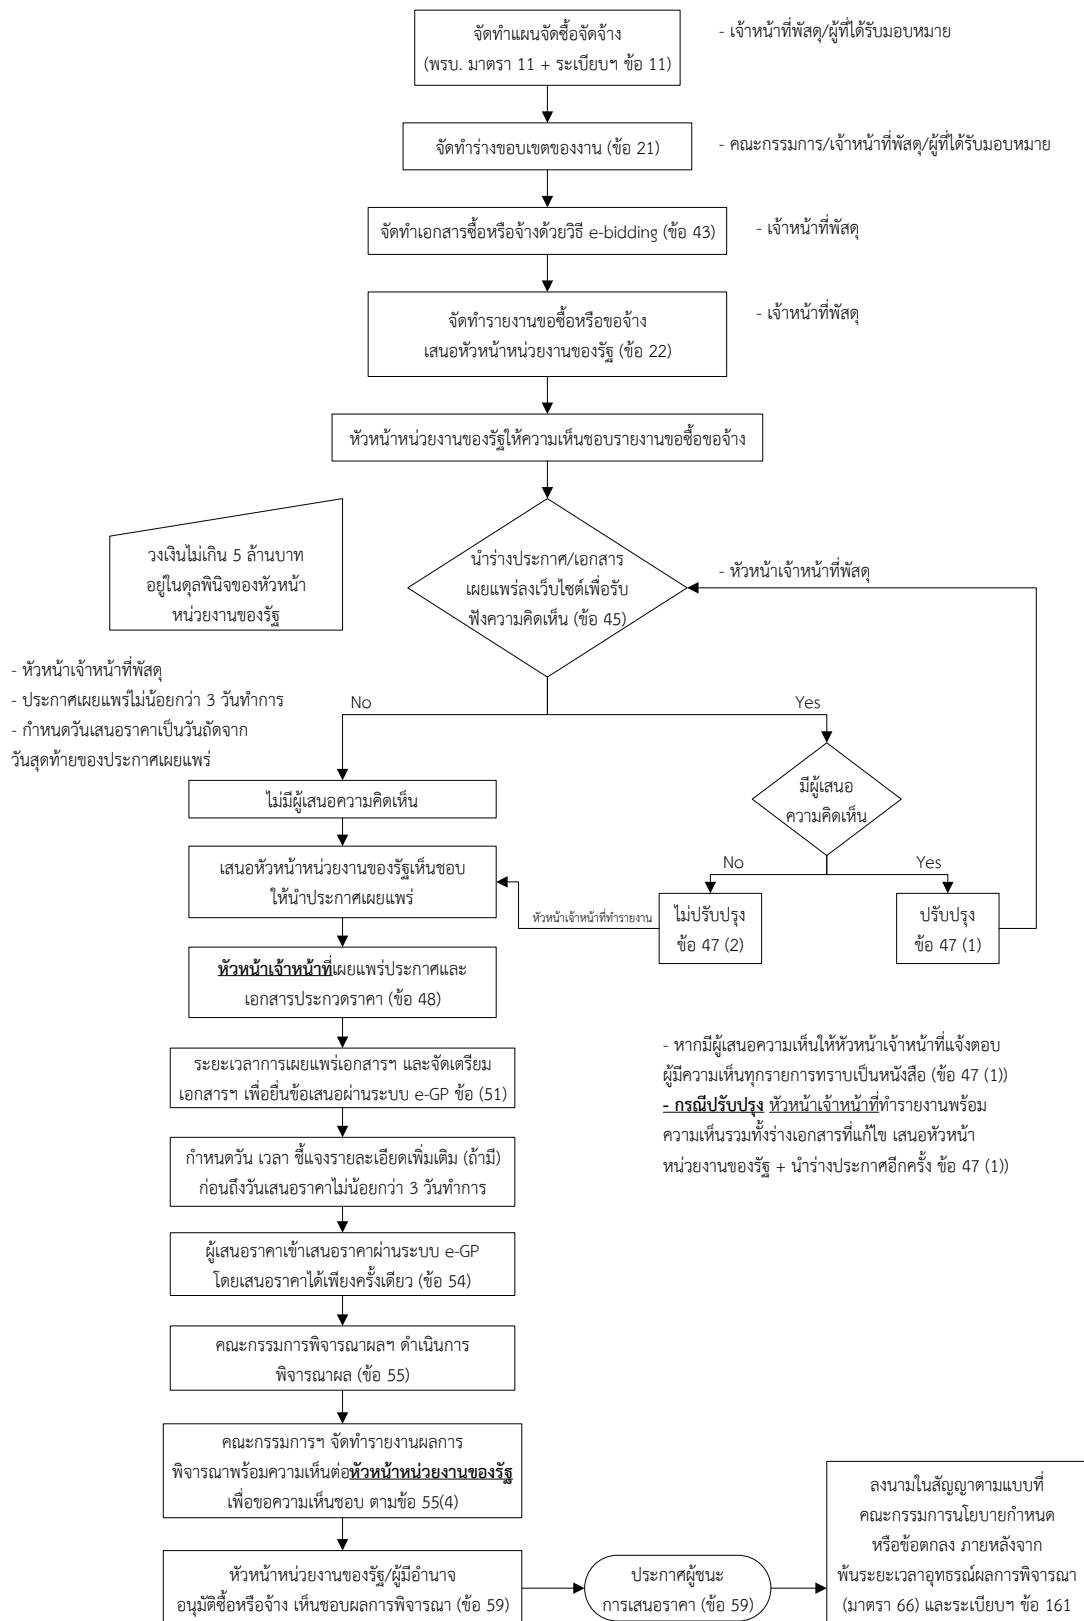 จัดทำแผนจัดซื้อจัดจ้าง
(พรบ. มาตรา 11 + ระเบียบฯ ข้อ 11)
- เจ้าหน้าที่พัสดุ/ผู้ที่ได้รับมอบหมาย
จัดทำร่างขอบเขตของงาน (ข้อ 21)
- คณะกรรมการ/เจ้าหน้าที่พัสดุ/ผู้ที่ได้รับมอบหมาย
จัดทำเอกสารซื้อหรือจ้างด้วยวิธี e-bidding (ข้อ 43)
- เจ้าหน้าที่พัสดุ
จัดทำรายงานขอซื้อหรือขอจ้าง
เสนอหัวหน้าหน่วยงานของรัฐ (ข้อ 22)
- เจ้าหน้าที่พัสดุ
หัวหน้าหน่วยงานของรัฐให้ความเห็นชอบรายงานขอซื้อขอจ้าง
วงเงินไม่เกิน 5 ล้านบาท
อยู่ในดุลพินิจของหัวหน้า
หน่วยงานของรัฐ
นำร่างประกาศ/เอกสาร
เผยแพร่ลงเว็บไซต์เพื่อรับ
ฟังความคิดเห็น (ข้อ 45)
- หัวหน้าเจ้าหน้าที่พัสดุ
- หัวหน้าเจ้าหน้าที่พัสดุ
- ประกาศเผยแพร่ไม่น้อยกว่า 3 วันทำการ
- กำหนดวันเสนอราคาเป็นวันถัดจาก
วันสุดท้ายของประกาศเผยแพร่
No
Yes
ไม่มีผู้เสนอความคิดเห็น
มีผู้เสนอ
ความคิดเห็น
No
Yes
เสนอหัวหน้าหน่วยงานของรัฐเห็นชอบ
ให้นำประกาศเผยแพร่
หัวหน้าเจ้าหน้าที่ทำรายงาน
ไม่ปรับปรุง
ข้อ 47 (2)
ปรับปรุง
ข้อ 47 (1)
หัวหน้าเจ้าหน้าที่เผยแพร่ประกาศและ
เอกสารประกวดราคา (ข้อ 48)
ระยะเวลาการเผยแพร่เอกสารฯ และจัดเตรียม
เอกสารฯ เพื่อยื่นข้อเสนอผ่านระบบ e-GP ข้อ (51)
- หากมีผู้เสนอความเห็นให้หัวหน้าเจ้าหน้าที่แจ้งตอบ
ผู้มีความเห็นทุกรายการทราบเป็นหนังสือ (ข้อ 47 (1))
- กรณีปรับปรุง หัวหน้าเจ้าหน้าที่ทำรายงานพร้อม
ความเห็นรวมทั้งร่างเอกสารที่แก้ไข เสนอหัวหน้า
หน่วยงานของรัฐ + นำร่างประกาศอีกครั้ง ข้อ 47 (1))
กำหนดวัน เวลา ชี้แจงรายละเอียดเพิ่มเติม (ถ้ามี)
ก่อนถึงวันเสนอราคาไม่น้อยกว่า 3 วันทำการ
ผู้เสนอราคาเข้าเสนอราคาผ่านระบบ e-GP
โดยเสนอราคาได้เพียงครั้งเดียว (ข้อ 54)
คณะกรรมการพิจารณาผลฯ ดำเนินการ
พิจารณาผล (ข้อ 55)
คณะกรรมการฯ จัดทำรายงานผลการ
พิจารณาพร้อมความเห็นต่อหัวหน้าหน่วยงานของรัฐ
เพื่อขอความเห็นชอบ ตามข้อ 55(4)
หัวหน้าหน่วยงานของรัฐ/ผู้มีอำนาจ
อนุมัติซื้อหรือจ้าง เห็นชอบผลการพิจารณา (ข้อ 59)
ประกาศผู้ชนะ
การเสนอราคา (ข้อ 59)
ลงนามในสัญญาตามแบบที่
คณะกรรมการนโยบายกำหนด
หรือข้อตกลง ภายหลังจาก
พ้นระยะเวลาอุทธรณ์ผลการพิจารณา
(มาตรา 66) และระเบียบฯ ข้อ 161